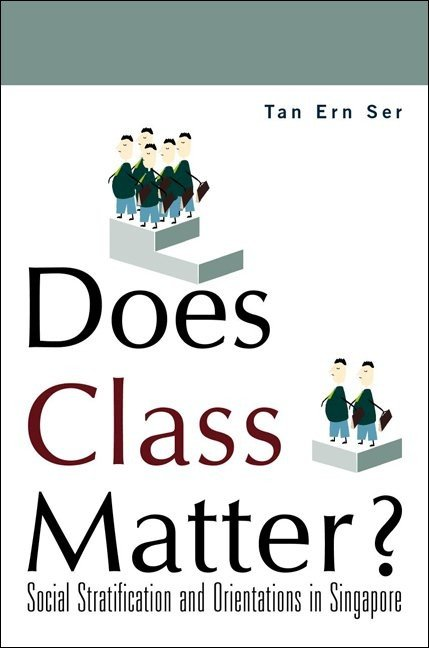 Tan Ern Ser
Does
Class
Matter?
Social Stratification and Orientations in Singapore